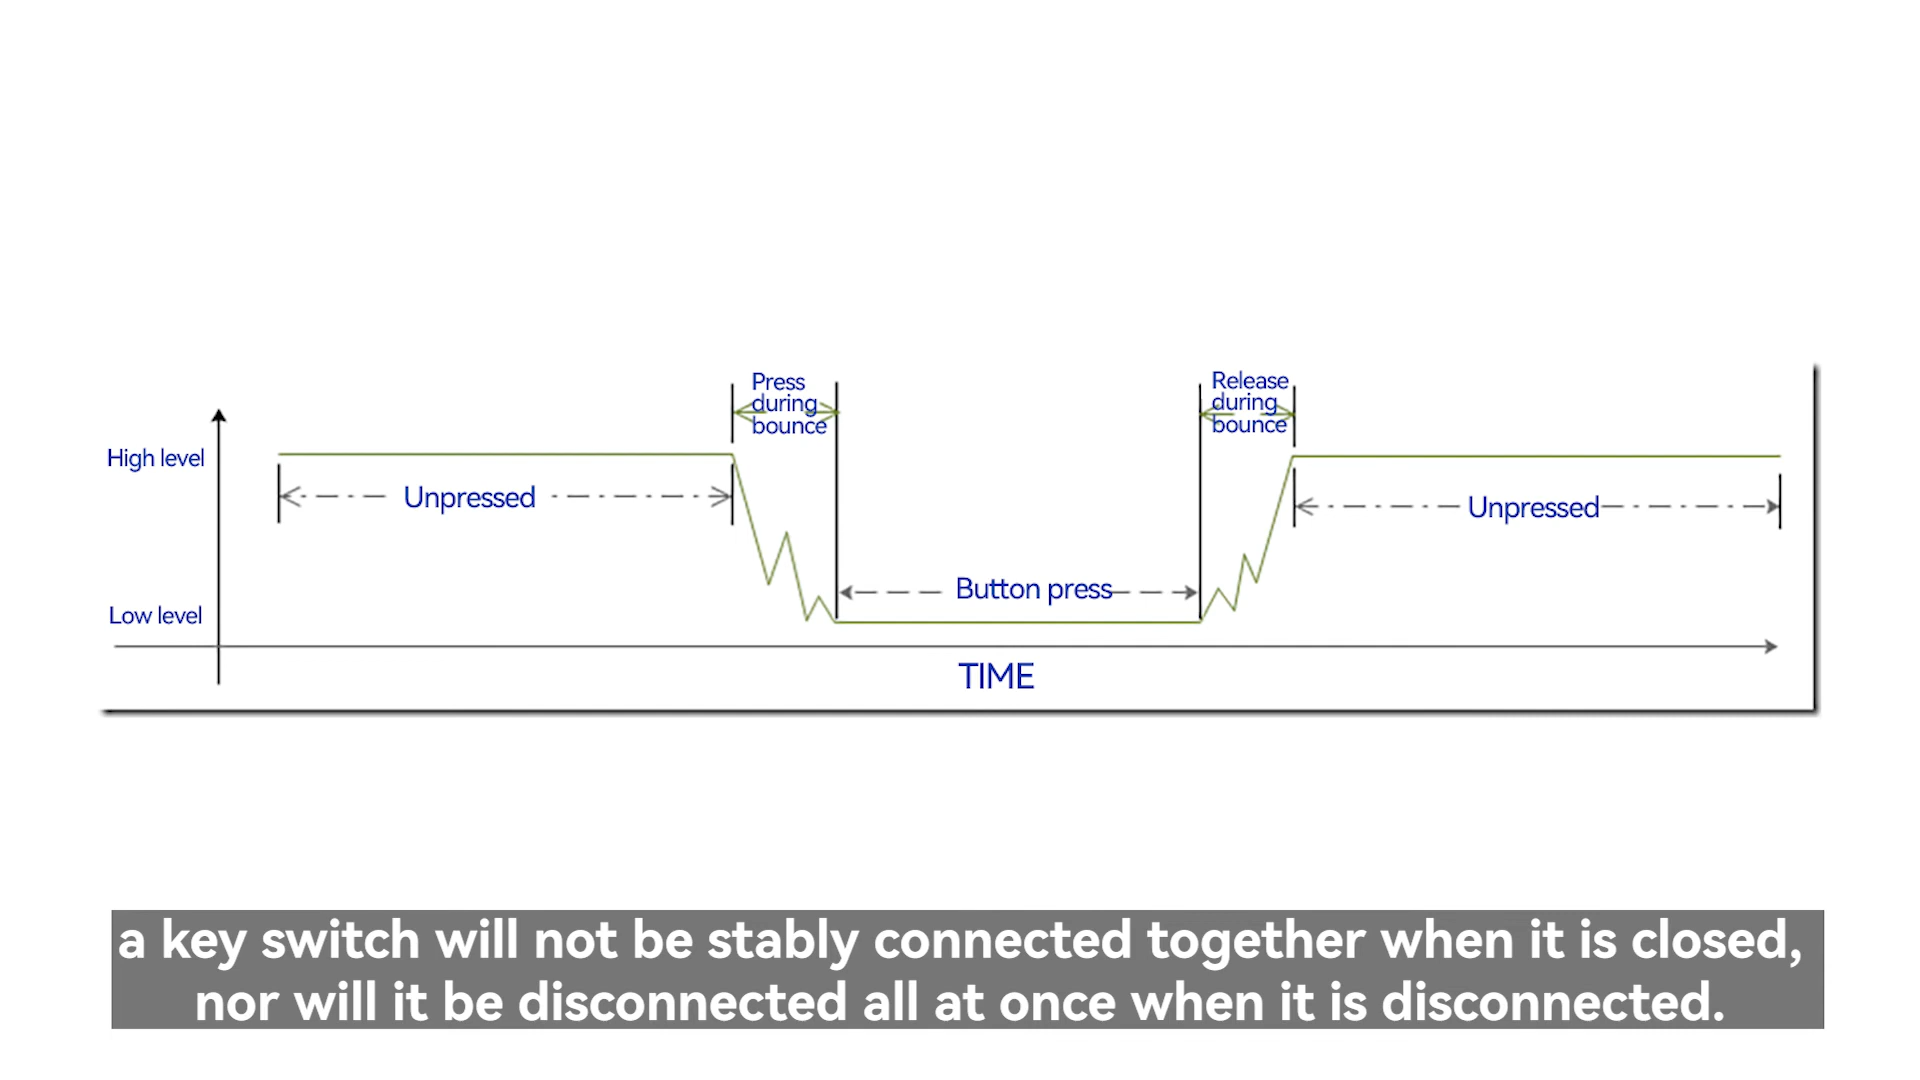 Press
during
bounce
Release
during
bounce
High level
Unpressed
Unpressed
Button press
Low level
TIME
a key switch will not be stably connected together when it is closed,
nor will it be disconnected all at once when it is disconnected.